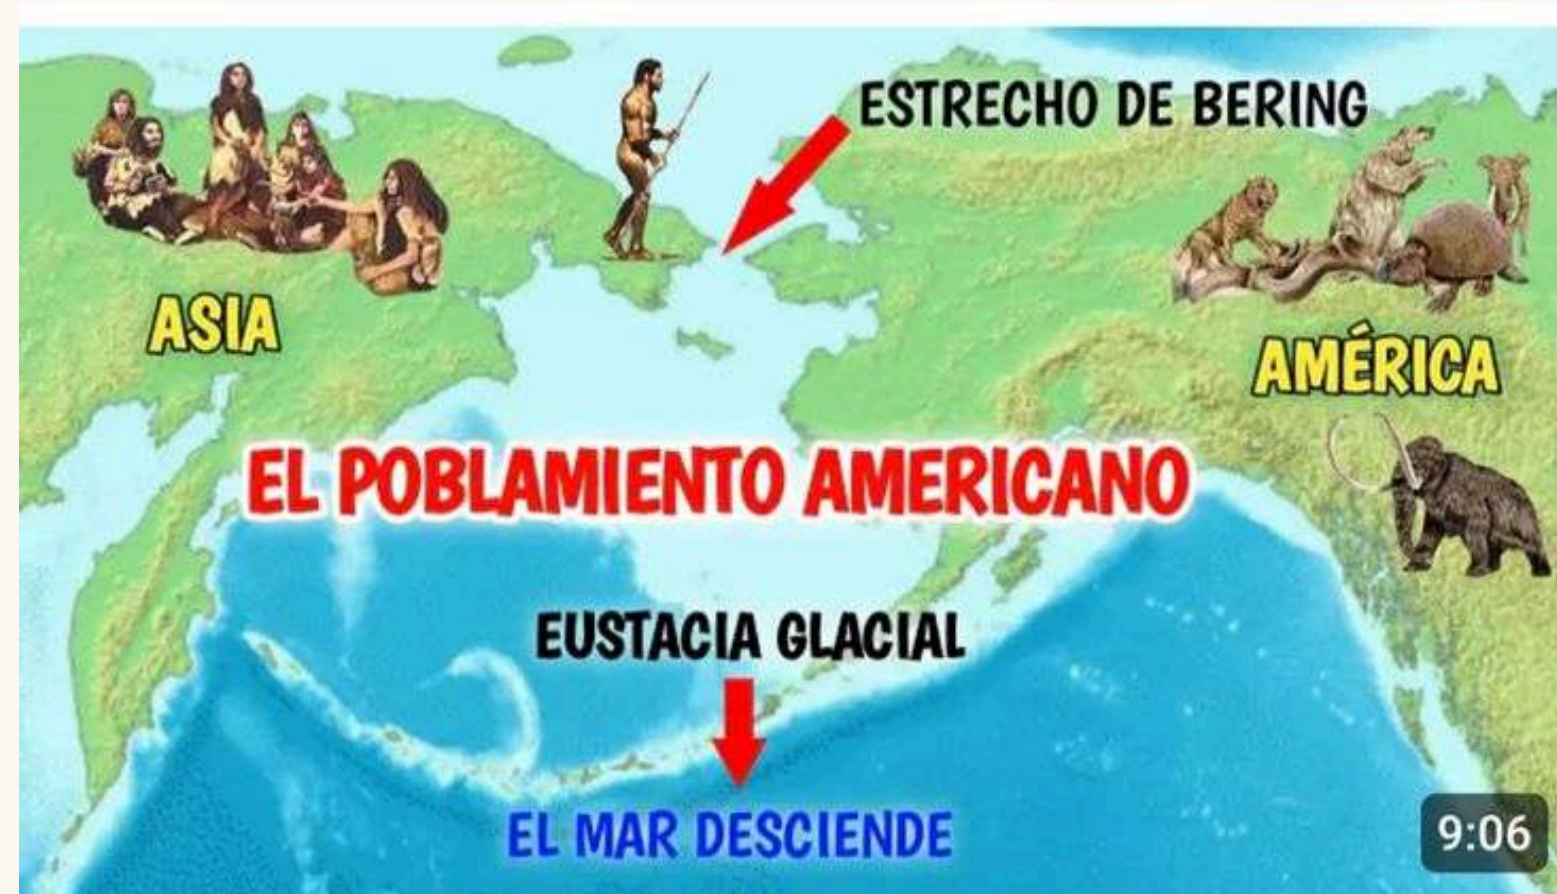 ESTRECHO DE BERING
ASIA
AMÉRICA
EL POBLAMIENTO AMERICANO
EUSTACIA GLACIAL
EL MAR DESCIENDE
9:06